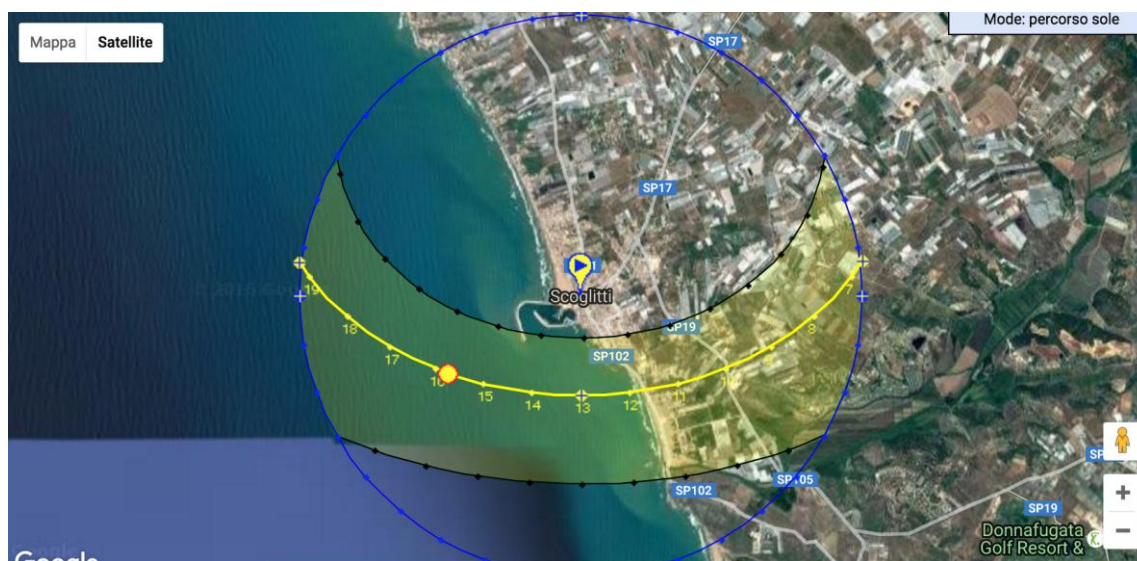 Mappa
Satellite
Mode: percorso sole
SP17
SP17
Scoglitti
SP19
SP102
19
18
17
16
15
14
13
12
11
10
8
7
SP102
SP105
SP19
Donnafugata
Golf Resort &
Google